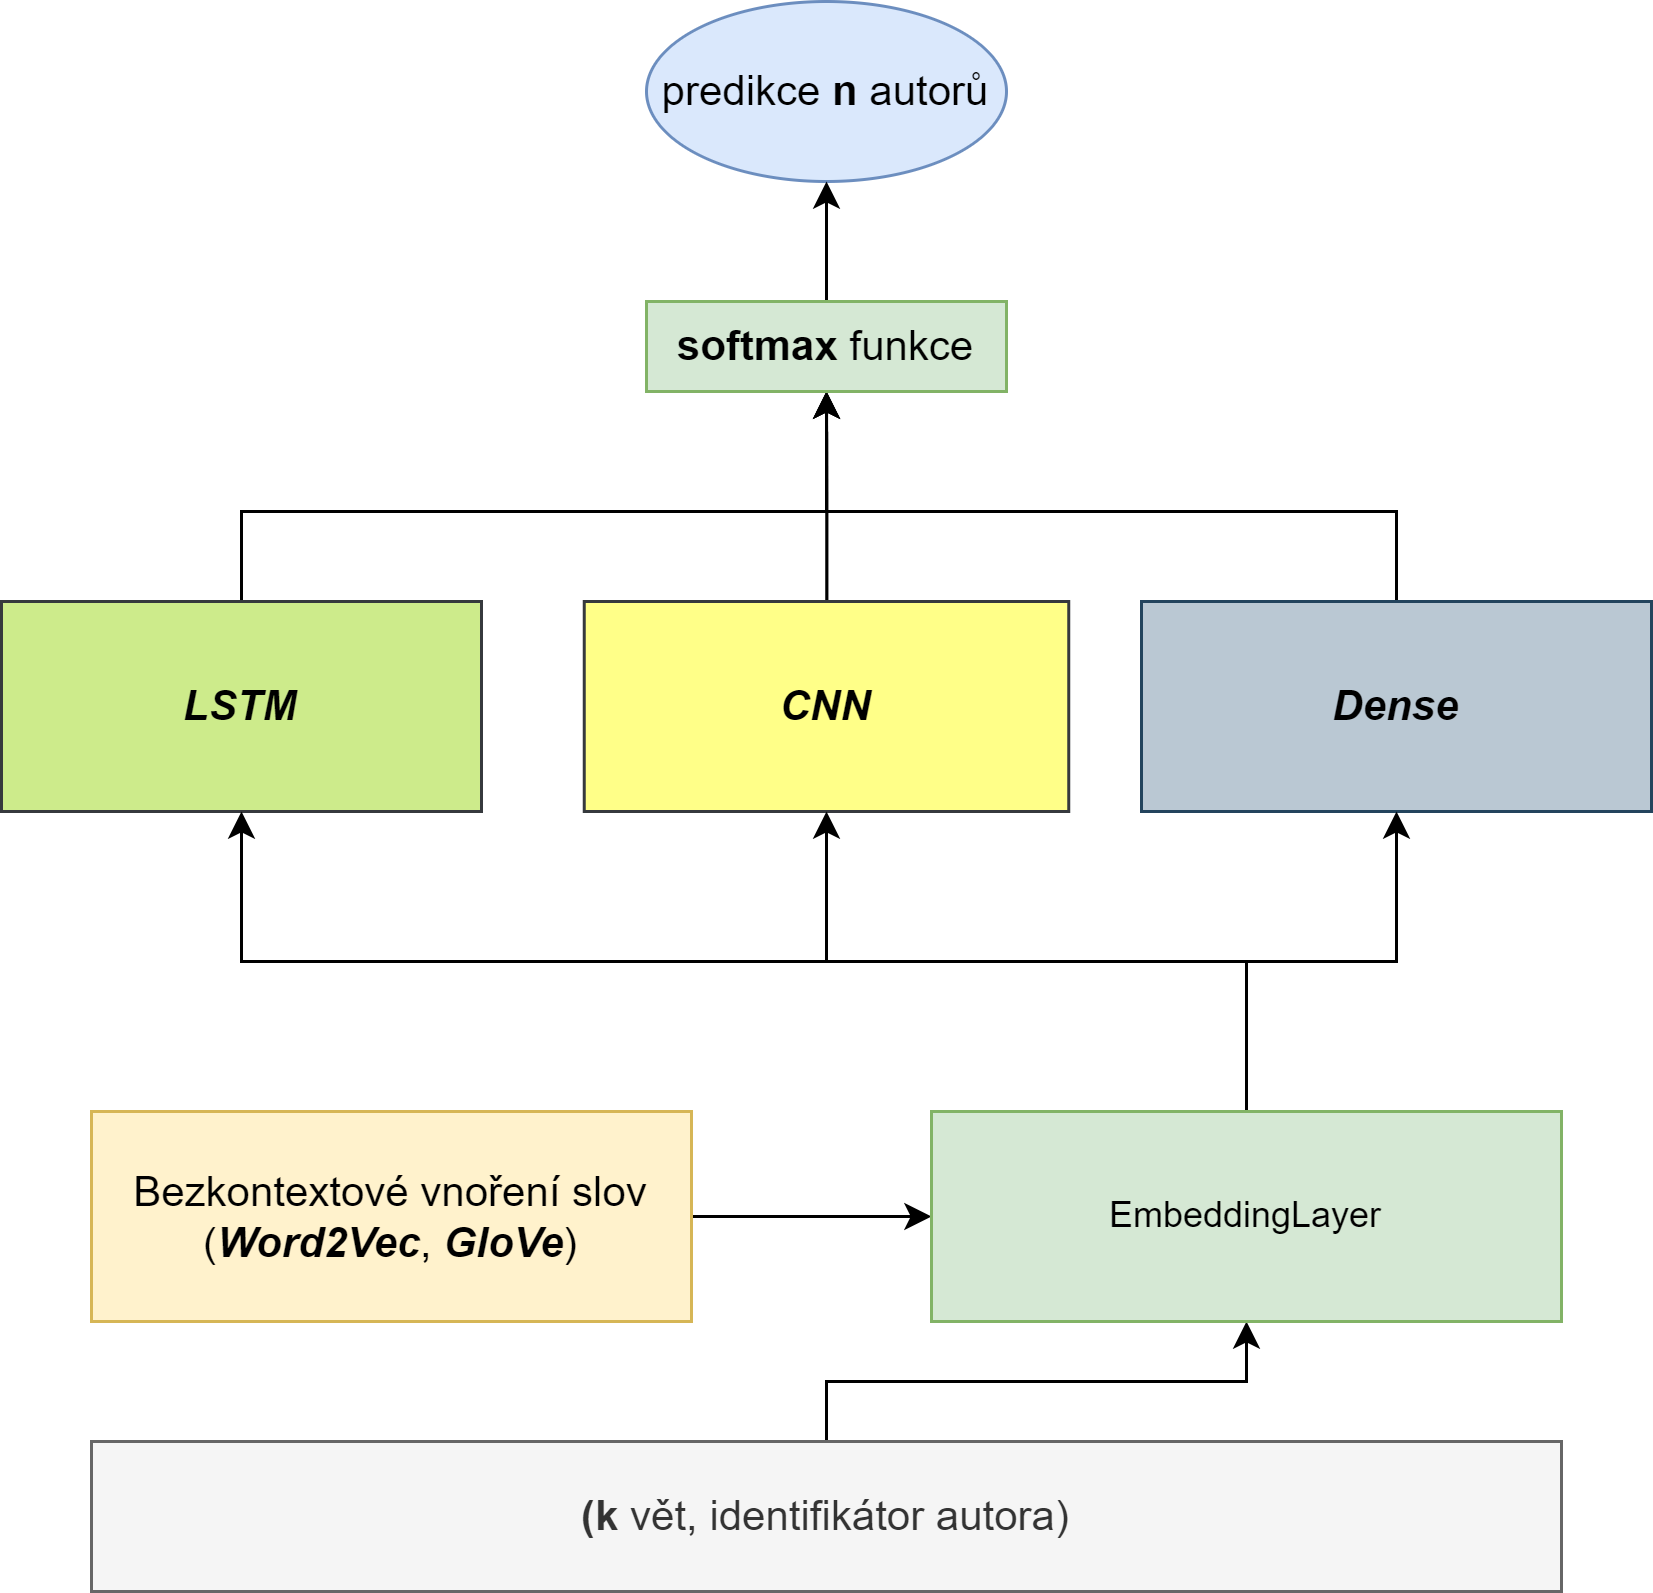 predikce n autorů
softmax funkce
LSTM
CNN
Dense
Bezkontextové vnoření slov
(Word2Vec, GloVe)
EmbeddingLayer
(k vět, identifikátor autora)